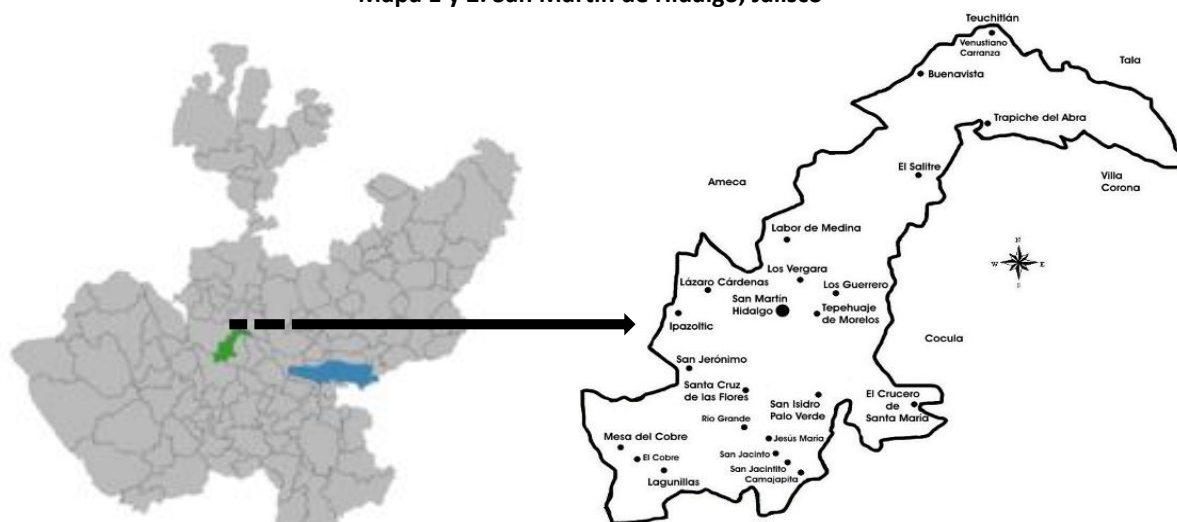 Mapa 1 y 2. San Martín de Hidalgo, Jalisco
Teuchitlán
Venustiano
Carranza
Tala
Buenavista
Trapiche del Abra
El Salitre
Villa
Corona
Ameca
Labor de Medina
N
W E
S
Los Vergara
Lázaro Cárdenas
Los Guerrero
San Martín
Hidalgo
Tepehuaje
de Morelos
Ipazoltic
Cocula
San Jerónimo
Santa Cruz
de las Flores
San Isidro
Palo Verde
El Crucero
de
Santa María
Río Grande
Mesa del Cobre
Jesús María
El Cobre
San Jacinto
San Jacintito
Lagunillas
Camajapita